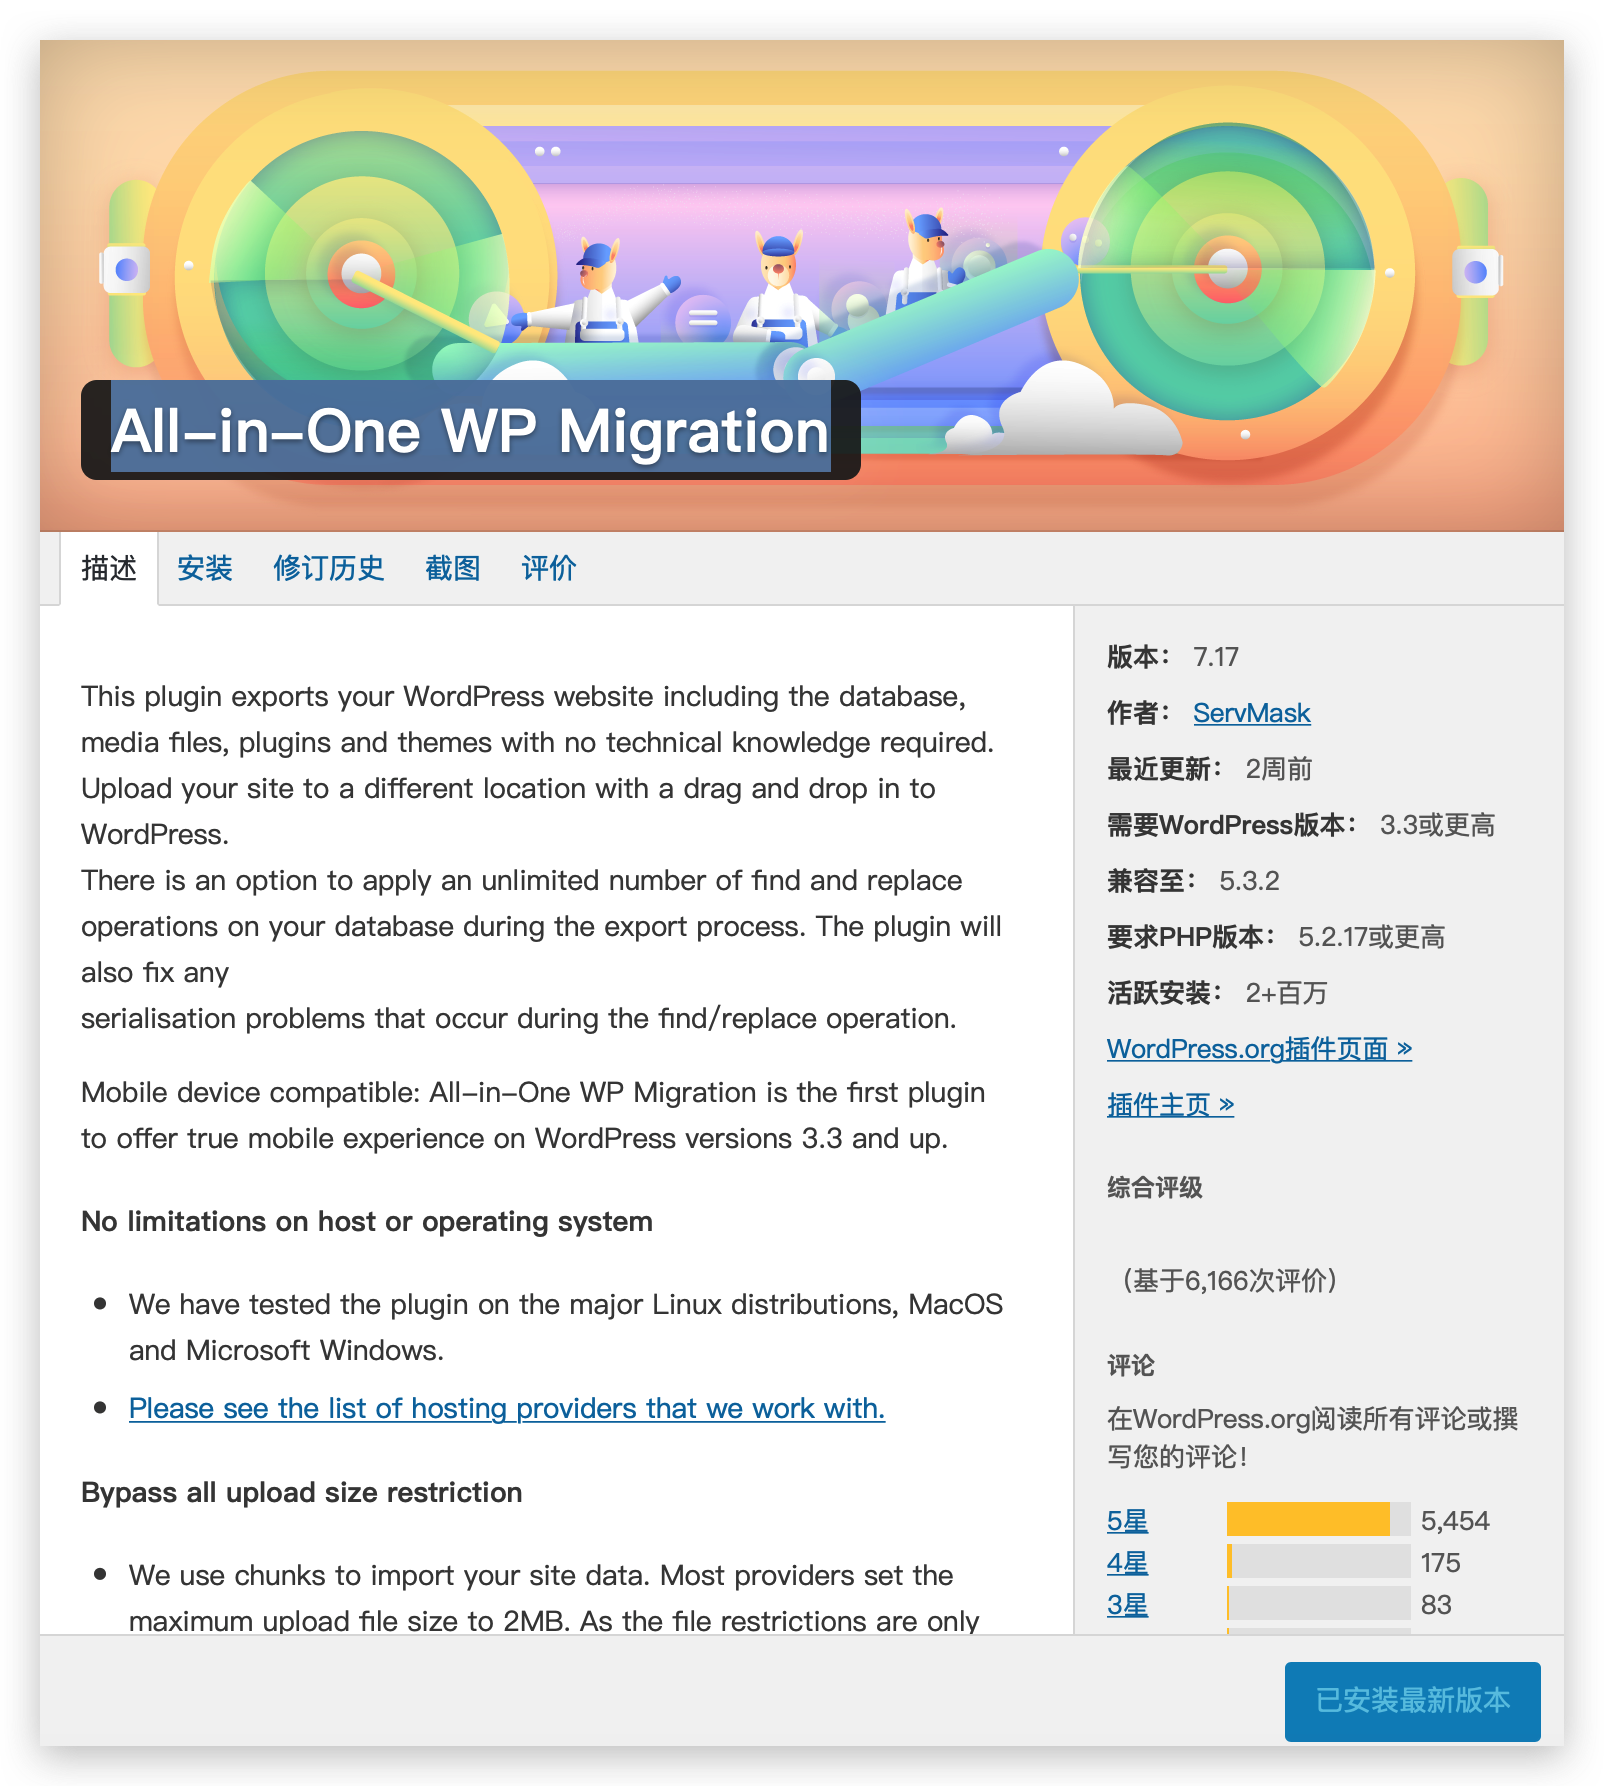 All-in-One WP Migration
描述
安装
修订历史
截图
评价
This plugin exports your WordPress website including the database,
media files, plugins and themes with no technical knowledge required.
Upload your site to a different location with a drag and drop in to
WordPress.
There is an option to apply an unlimited number of find and replace
operations on your database during the export process. The plugin will
also fix any
serialisation problems that occur during the find/replace operation.
Mobile device compatible: All-in-One WP Migration is the first plugin
to offer true mobile experience on WordPress versions 3.3 and up.
No limitations on host or operating system
We have tested the plugin on the major Linux distributions, MacOS
and Microsoft Windows.
Please see the list of hosting providers that we work with.
Bypass all upload size restriction
We use chunks to import your site data. Most providers set the
maximum upload file size to 2MB. As the file restrictions are only
版本： 7.17
作者： ServMask
最近更新： 2周前
需要WordPress版本： 3.3或更高
兼容至： 5.3.2
要求PHP版本： 5.2.17或更高
活跃安装： 2+百万
WordPress.org插件页面 »
插件主页 »
综合评级
（基于6,166次评价）
评论
在WordPress.org阅读所有评论或撰
写您的评论！
5星 5,454
4星 175
3星 83
已安装最新版本